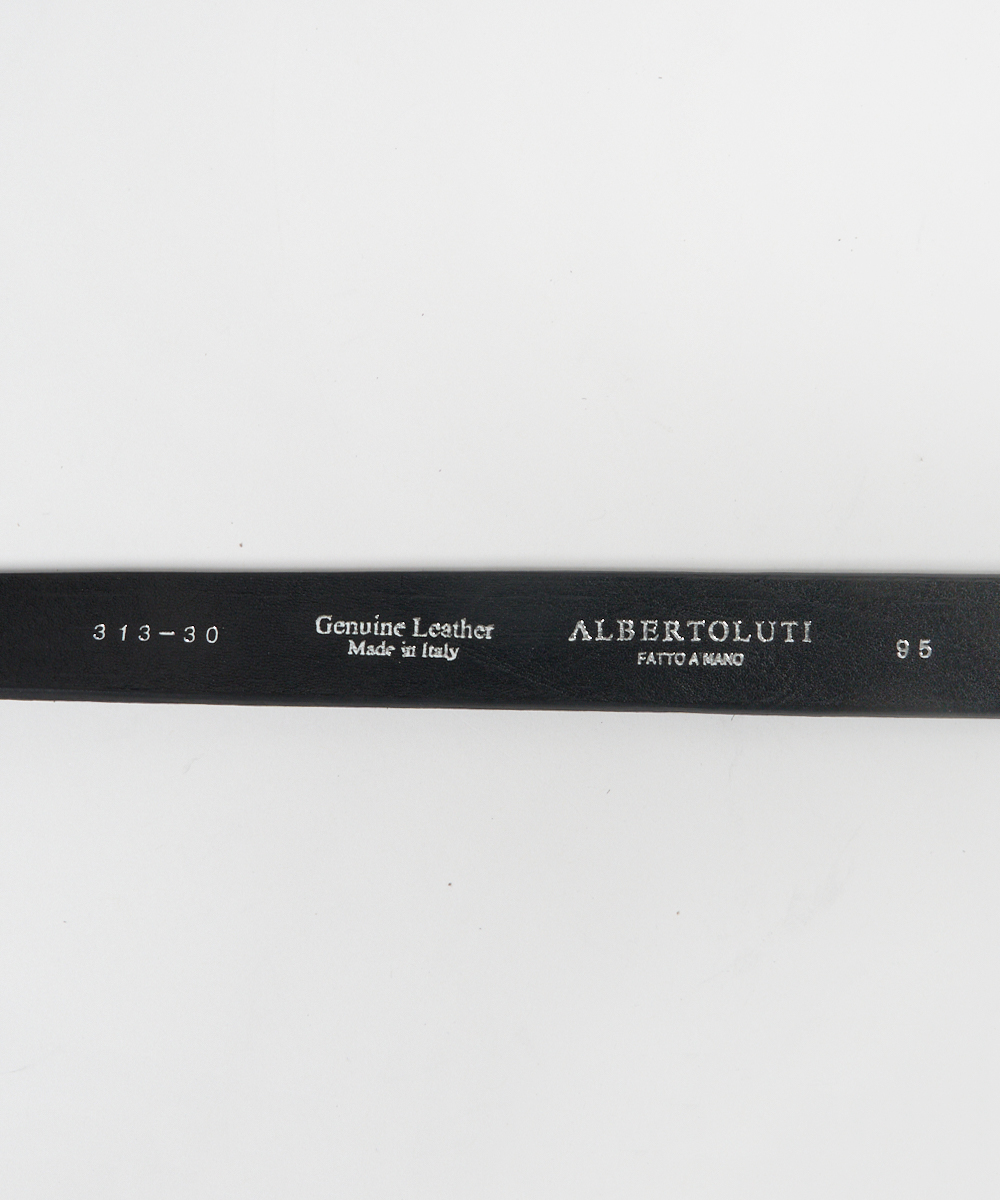 313-30
Genuine Leather
Made in Italy
ALBERTOLUTI
FATTO A MANO
95